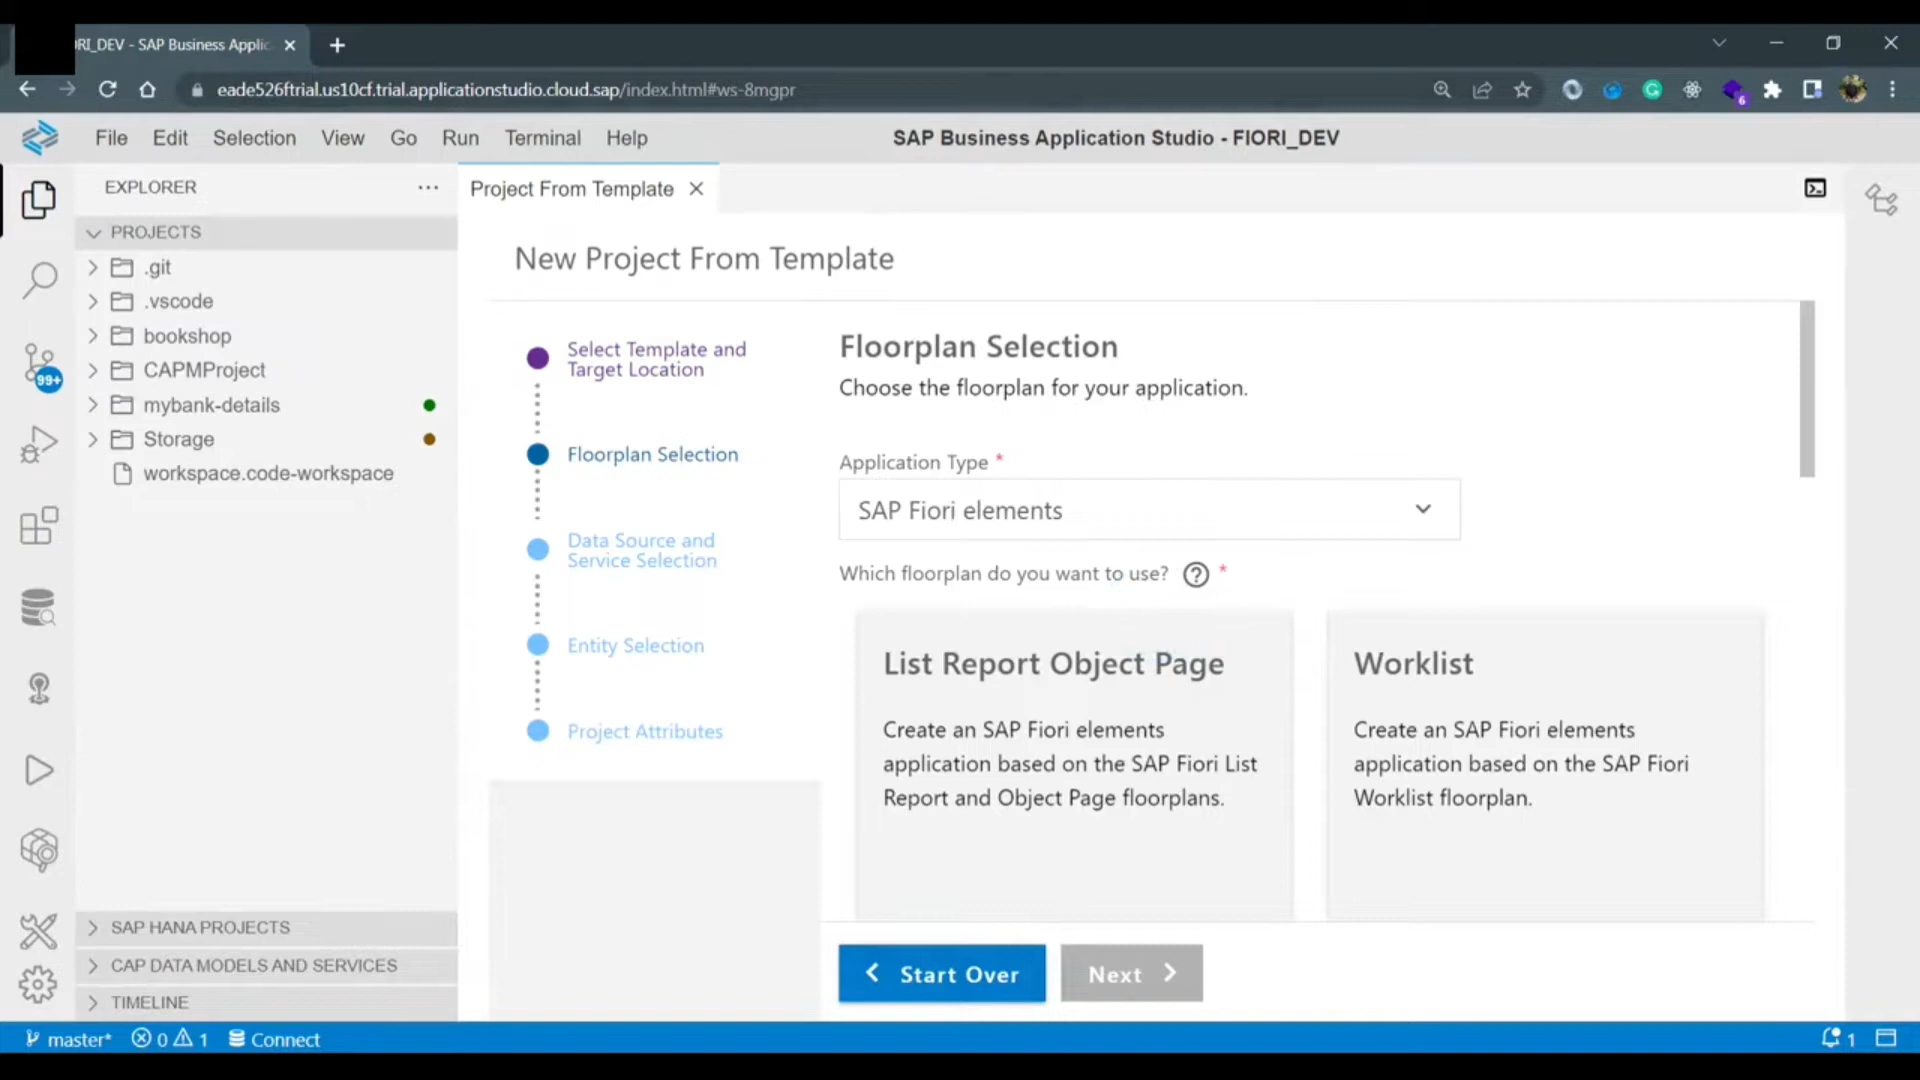 RI_DEV - SAP Business Applic
eade526ftrial.us10cf.trial.applicationstudio.cloud.sap/index.html#ws-8mgpr
6
File Edit Selection View Go Run Terminal Help
SAP Business Application Studio - FIORI_DEV
EXPLORER
PROJECTS
.git
.vscode
bookshop
CAPMProject
mybank-details
Storage
workspace.code-workspace
99+
SAP HANA PROJECTS
CAP DATA MODELS AND SERVICES
TIMELINE
Project From Template
New Project From Template
Select Template and
Target Location
Floorplan Selection
Data Source and
Service Selection
Entity Selection
Project Attributes
Floorplan Selection
Choose the floorplan for your application.
Application Type *
SAP Fiori elements
Which floorplan do you want to use? ? *
List Report Object Page
Create an SAP Fiori elements
application based on the SAP Fiori List
Report and Object Page floorplans.
Worklist
Create an SAP Fiori elements
application based on the SAP Fiori
Worklist floorplan.
Start Over
Next
master* 0 1 Connect
1